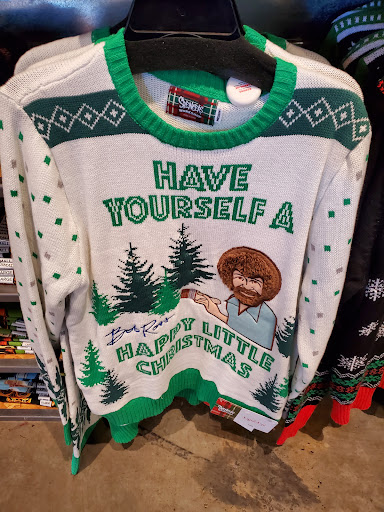 HAVE
YOURSELF A
Bob Ross
HAPPY LITTLE
CHRISTMAS